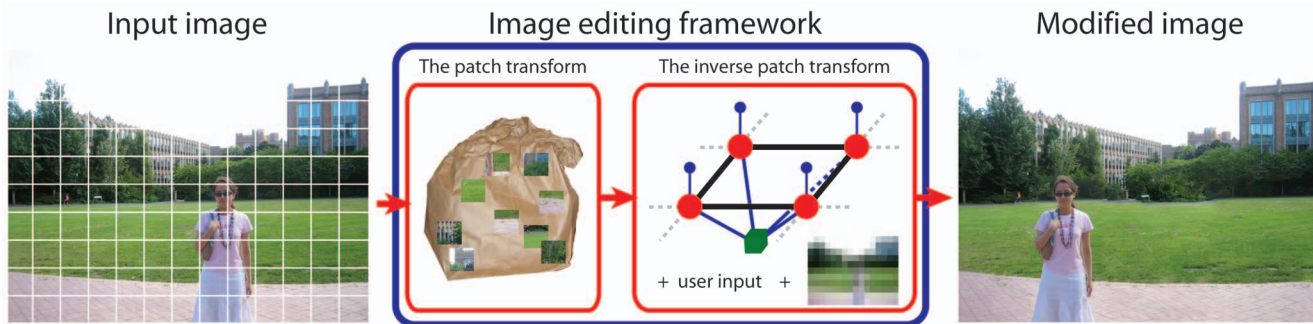 Input image
Image editing framework
Modified image
The patch transform
The inverse patch transform
+ user input +